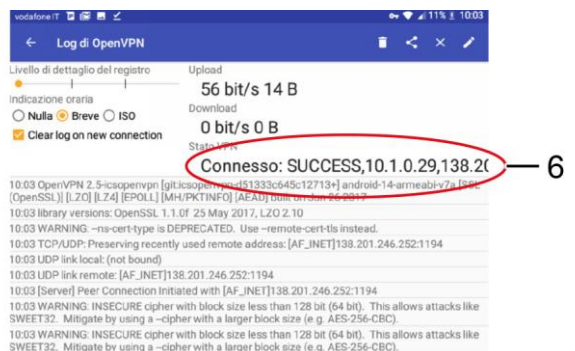 vodafone IT 11% 10:03
Log di OpenVPN
Livello di dettaglio del registro
Upload
56 bit/s 14 B
Download
0 bit/s 0 B
Indicazione oraria
Nulla Breve ISO
Clear log on new connection
Stato VPN
Connesso: SUCCESS,10.1.0.29,138.20
6
10:03 OpenVPN 2.5-icsopenvpn [git:icsopenvpn-d51333c645c12713+] android-14-armeabi-v7a [SSL
(OpenSSL)] [LZO] [LZ4] [EPOLL] [MH/PKTINFO] [AEAD] built on Jun 26 2017
10:03 library versions: OpenSSL 1.1.0f 25 May 2017, LZO 2.10
10:03 WARNING: --ns-cert-type is DEPRECATED. Use --remote-cert-tls instead.
10:03 TCP/UDP: Preserving recently used remote address: [AF_INET]138.201.246.252:1194
10:03 UDP link local: (not bound)
10:03 UDP link remote: [AF_INET]138.201.246.252:1194
10:03 [Server] Peer Connection Initiated with [AF_INET]138.201.246.252:1194
10:03 WARNING: INSECURE cipher with block size less than 128 bit (64 bit). This allows attacks like
SWEET32. Mitigate by using a --cipher with a larger block size (e.g. AES-256-CBC).
10:03 WARNING: INSECURE cipher with block size less than 128 bit (64 bit). This allows attacks like
SWEET32. Mitigate by using a --cipher with a larger block size (e.g. AES-256-CBC).